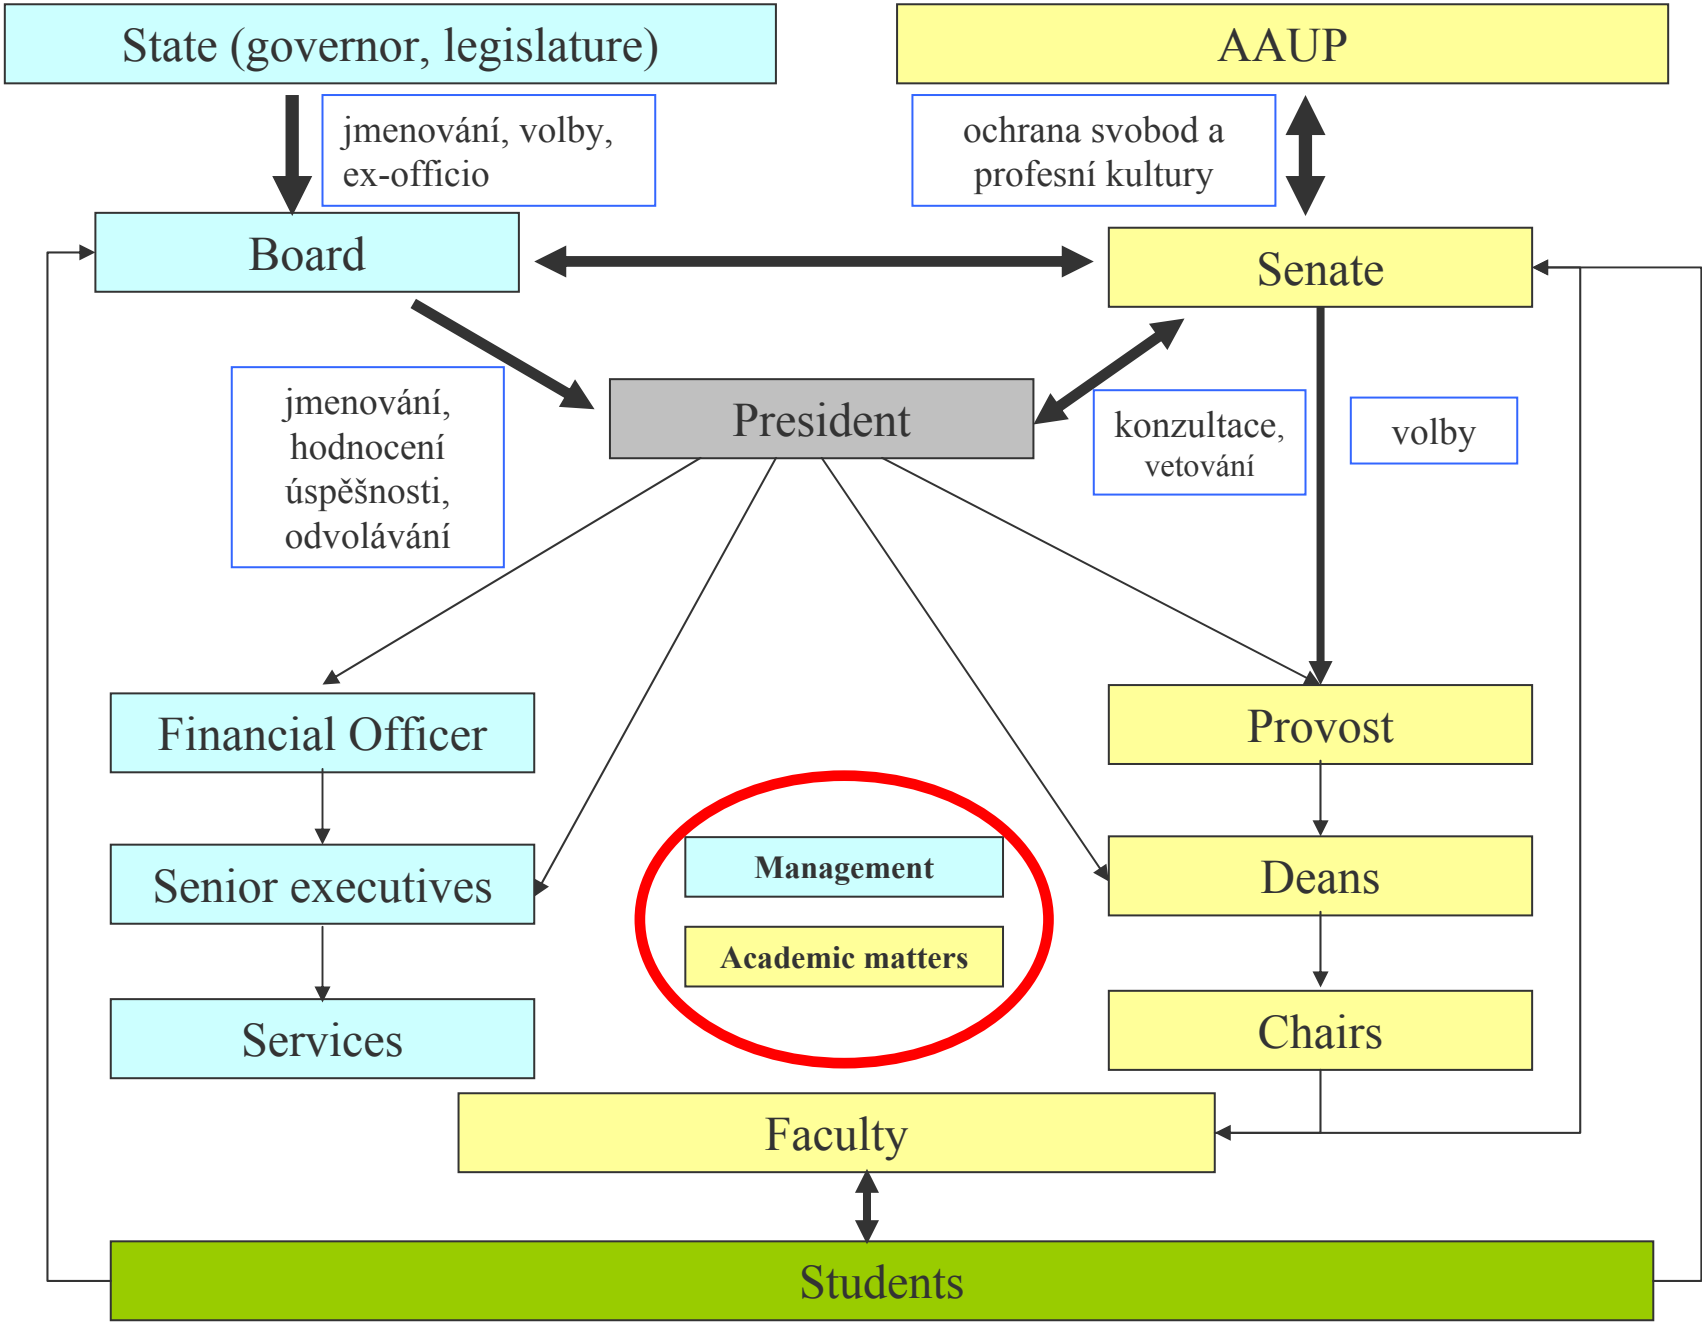 State (governor, legislature)
AAUP
jmenování, volby,
ex-officio
ochrana svobod a
profesní kultury
Board
Senate
jmenování,
hodnocení
úspěšnosti,
odvolávání
President
konzultace,
vetování
volby
Financial Officer
Provost
Senior executives
Management
Deans
Academic matters
Services
Chairs
Faculty
Students